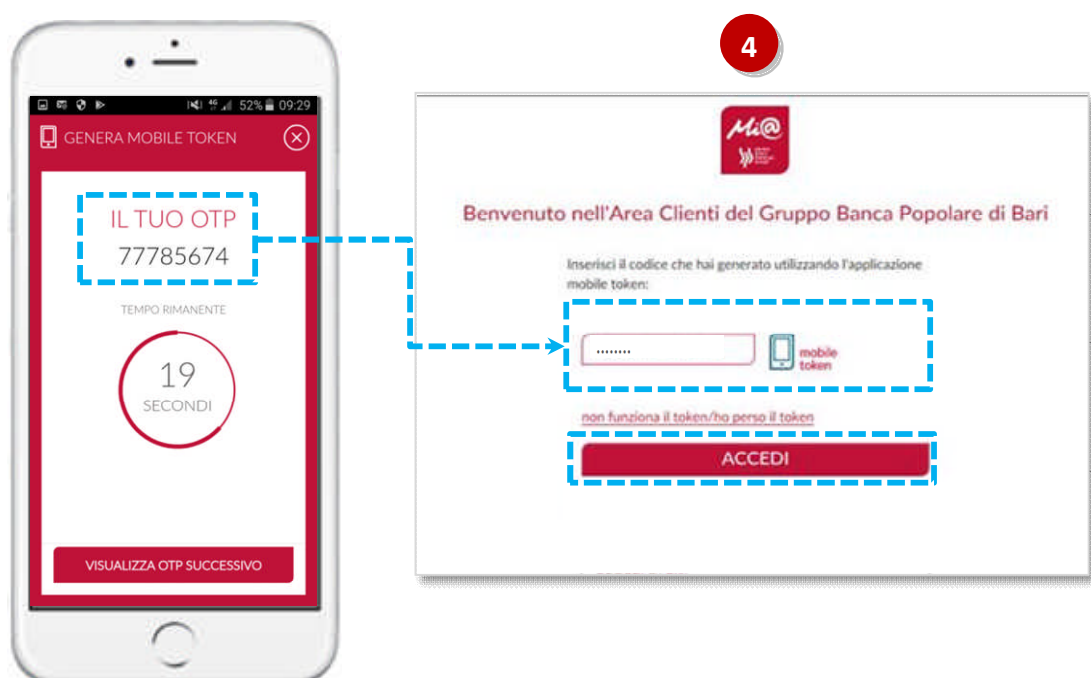 4
52% 09:29
GENERA MOBILE TOKEN
IL TUO OTP
77785674
TEMPO RIMANENTE
19
SECONDI
VISUALIZZA OTP SUCCESSIVO
Mi@
Benvenuto nell'Area Clienti del Gruppo Banca Popolare di Bari
Inserisci il codice che hai generato utilizzando l'applicazione
mobile token:
........
mobile
token
non funziona il token/ho perso il token
ACCEDI